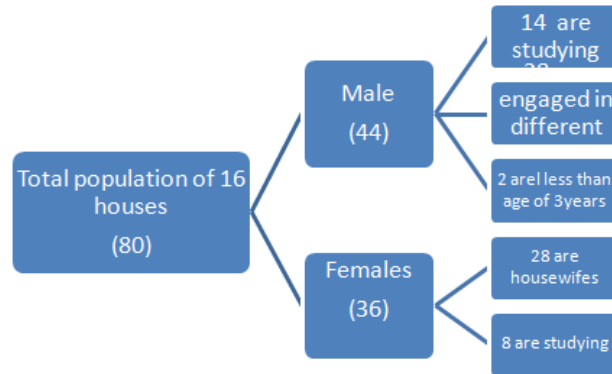 Total population of 16
houses
(80)
Male
(44)
14 are
studying
engaged in
different
2 arel less than
age of 3years
Females
(36)
28 are
housewifes
8 are studying